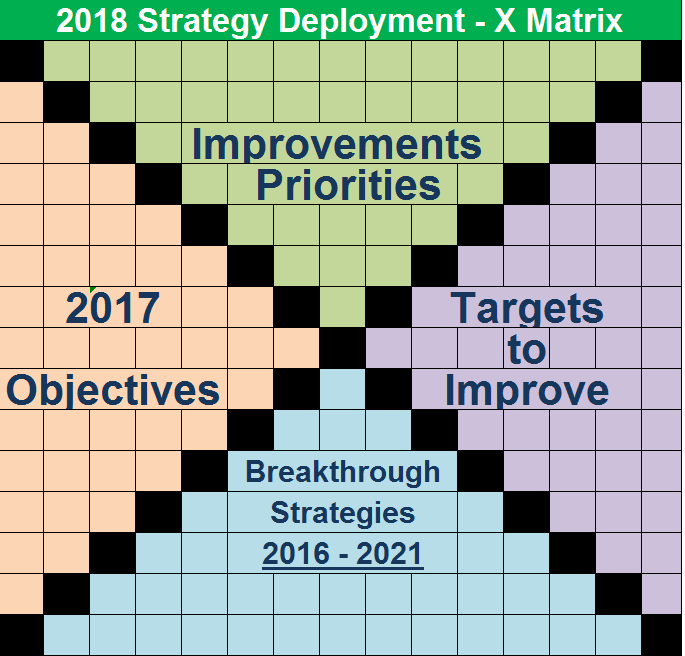 2018 Strategy Deployment - X Matrix
Improvements
Priorities
2017
Objectives
Targets
to
Improve
Breakthrough
Strategies
2016 - 2021